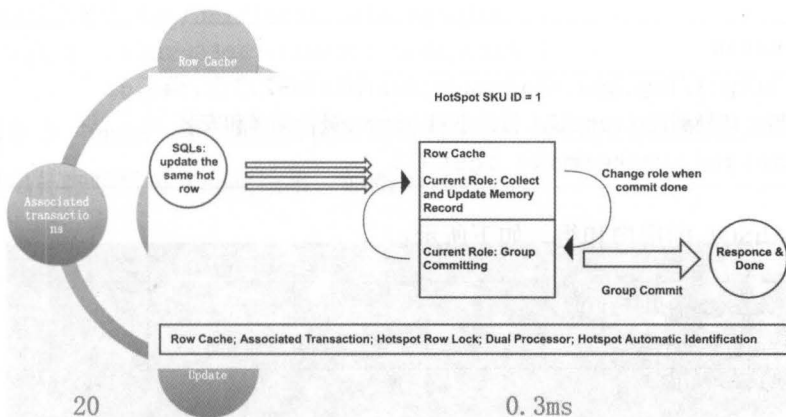 Row Cache
HotSpot SKU ID = 1
SQLs:
update the
same hot
row
Row Cache
Current Role: Collect
and Update Memory
Record
Change role when
commit done
Associated
transactio
ns
Current Role: Group
Committing
Responce &
Done
Group Commit
Row Cache; Associated Transaction; Hotspot Row Lock; Dual Processor; Hotspot Automatic Identification
Update
20
0.3ms